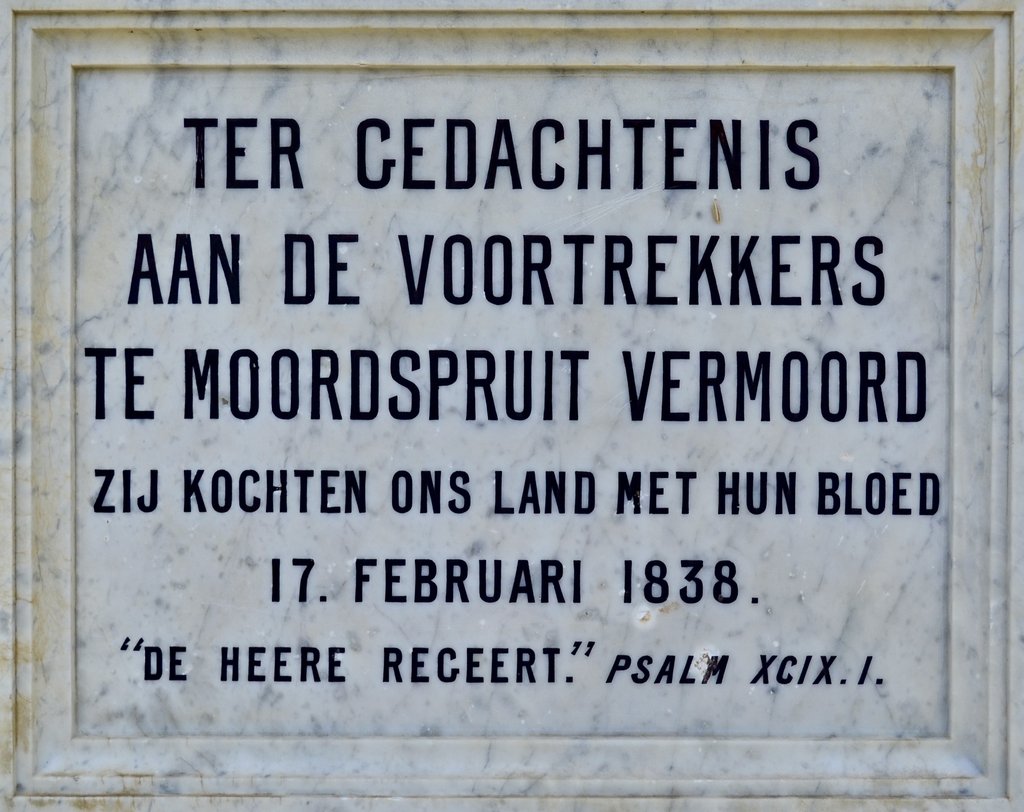 TER GEDACHTENIS
AAN DE VOORTREKKERS
TE MOORDSPRUIT VERMOORD
ZIJ KOCHTEN ONS LAND MET HUN BLOED
17. FEBRUARI 1838.
“DE HEERE REGEERT.” PSALM XCIX. I.